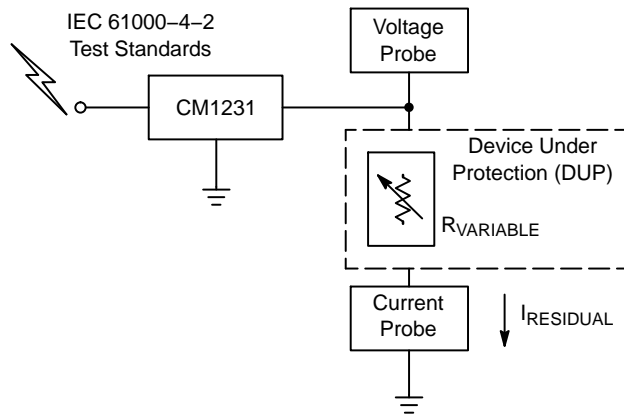 IEC 61000−4−2
Test Standards
Voltage
Probe
CM1231
Device Under
Protection (DUP)
RVARIABLE
Current
Probe
IRESIDUAL